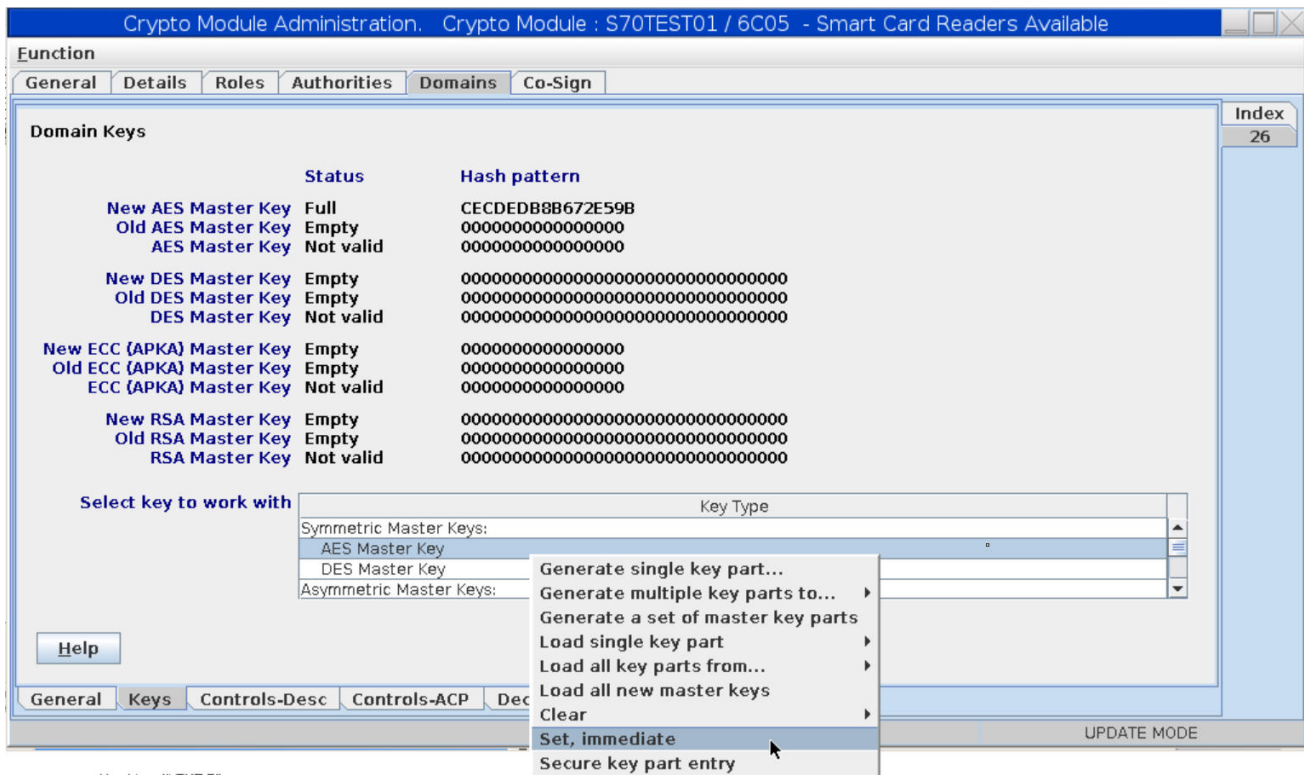 Crypto Module Administration. Crypto Module : S70TEST01 / 6C05 - Smart Card Readers Available
Function
General Details Roles Authorities Domains Co-Sign
Index
26
Domain Keys
Status Hash pattern
New AES Master Key Full CECDEDB8B672E59B
Old AES Master Key Empty 0000000000000000
AES Master Key Not valid 0000000000000000
New DES Master Key Empty 00000000000000000000000000000000
Old DES Master Key Empty 00000000000000000000000000000000
DES Master Key Not valid 00000000000000000000000000000000
New ECC (APKA) Master Key Empty 0000000000000000
Old ECC (APKA) Master Key Empty 0000000000000000
ECC (APKA) Master Key Not valid 0000000000000000
New RSA Master Key Empty 00000000000000000000000000000000
Old RSA Master Key Empty 00000000000000000000000000000000
RSA Master Key Not valid 00000000000000000000000000000000
Select key to work with
Key Type
Symmetric Master Keys:
AES Master Key
DES Master Key
Asymmetric Master Keys:
Generate single key part...
Generate multiple key parts to...
Generate a set of master key parts
Load single key part
Load all key parts from...
Load all new master keys
Clear
Set, immediate
Secure key part entry
Help
General Keys Controls-Desc Controls-ACP Dec
UPDATE MODE